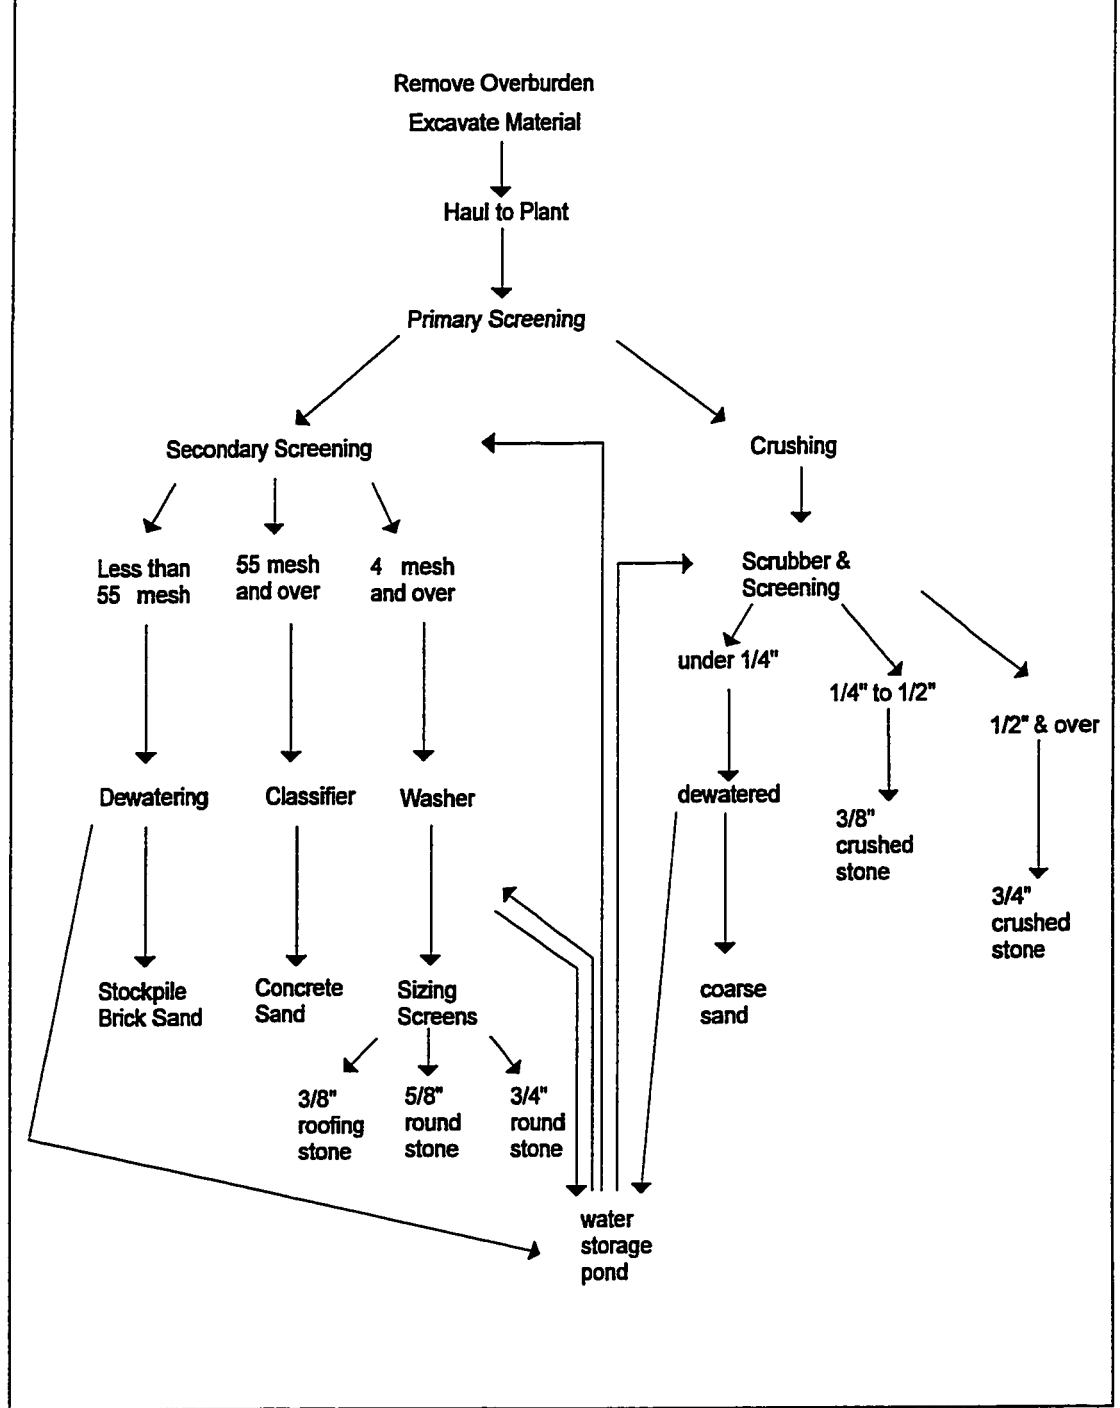 Remove Overburden
Excavate Material
Haul to Plant
Primary Screening
Secondary Screening
Crushing
Less than
55 mesh
55 mesh
and over
4 mesh
and over
Scrubber &
Screening
under 1/4"
1/4" to 1/2"
1/2" & over
Dewatering
Classifier
Washer
dewatered
3/8"
crushed
stone
3/4"
crushed
stone
Stockpile
Brick Sand
Concrete
Sand
Sizing
Screens
coarse
sand
3/8"
roofing
stone
5/8"
round
stone
3/4"
round
stone
water
storage
pond